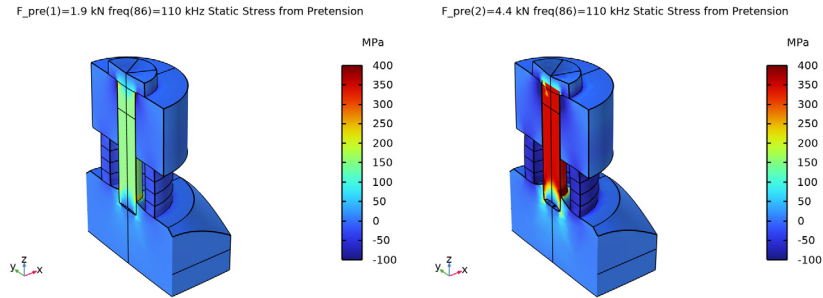 F_pre(1)=1.9 kN freq(86)=110 kHz Static Stress from Pretension
MPa
400
350
300
250
200
150
100
50
0
-50
-100
z
y x
F_pre(2)=4.4 kN freq(86)=110 kHz Static Stress from Pretension
MPa
400
350
300
250
200
150
100
50
0
-50
-100
z
y x